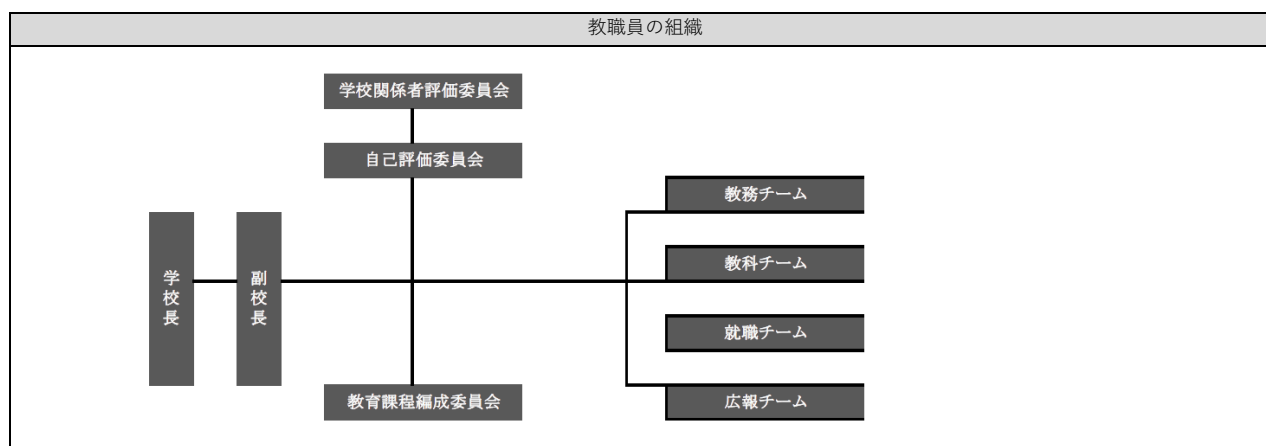 教職員の組織
学校関係者評価委員会
自己評価委員会
教務チーム
学校長
副校長
教科チーム
就職チーム
教育課程編成委員会
広報チーム